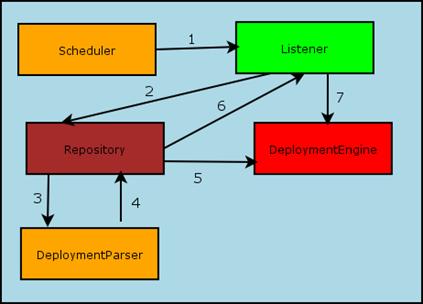 Scheduler
1
Listener
2
6
7
Repository
DeploymentEngine
5
3
4
DeploymentParser